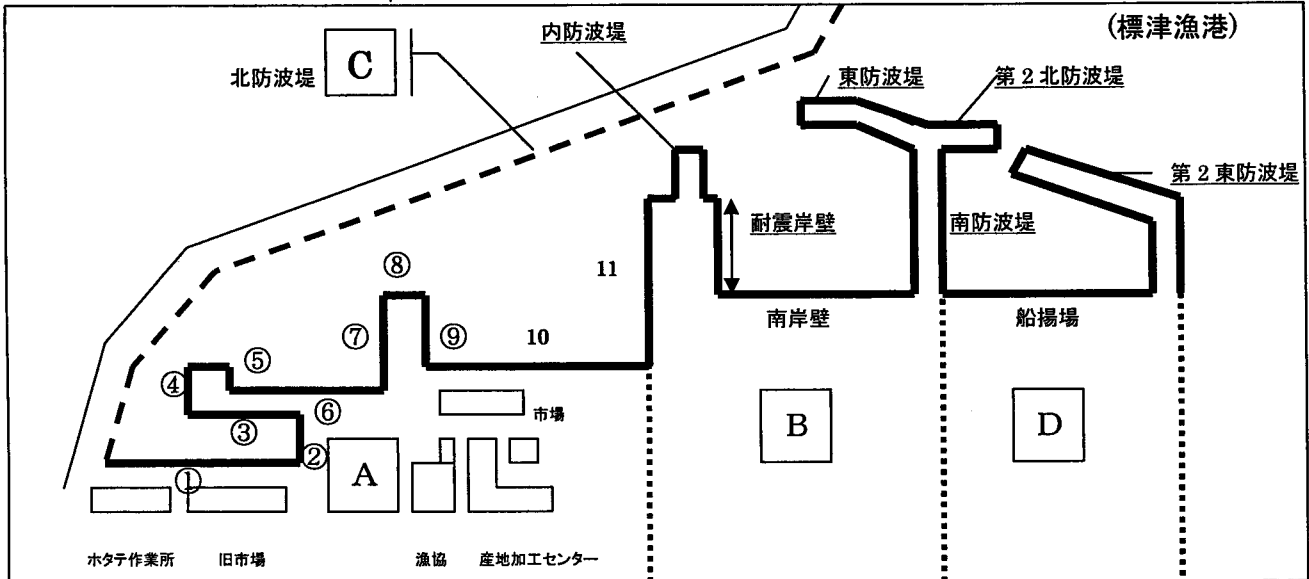 (標津漁港)
内防波堤
北防波堤
C
東防波堤
第2北防波堤
第2東防波堤
耐震岸壁
南防波堤
⑧
11
南岸壁
船揚場
⑦
⑨
10
⑤
④
⑥
市場
③
②
B
D
A
①
ホタテ作業所
旧市場
漁協
産地加工センター